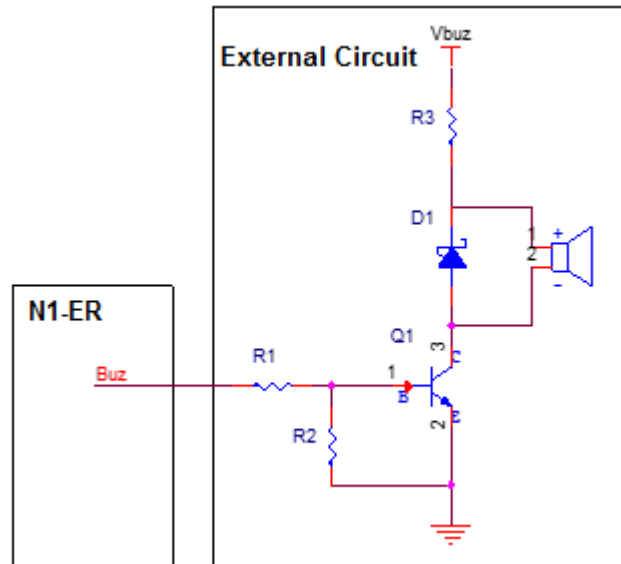 Vbuz
External Circuit
R3
D1
1 +
2
-
N1-ER
Q1
3
C
R1
1
Buz
B
R2
2
E